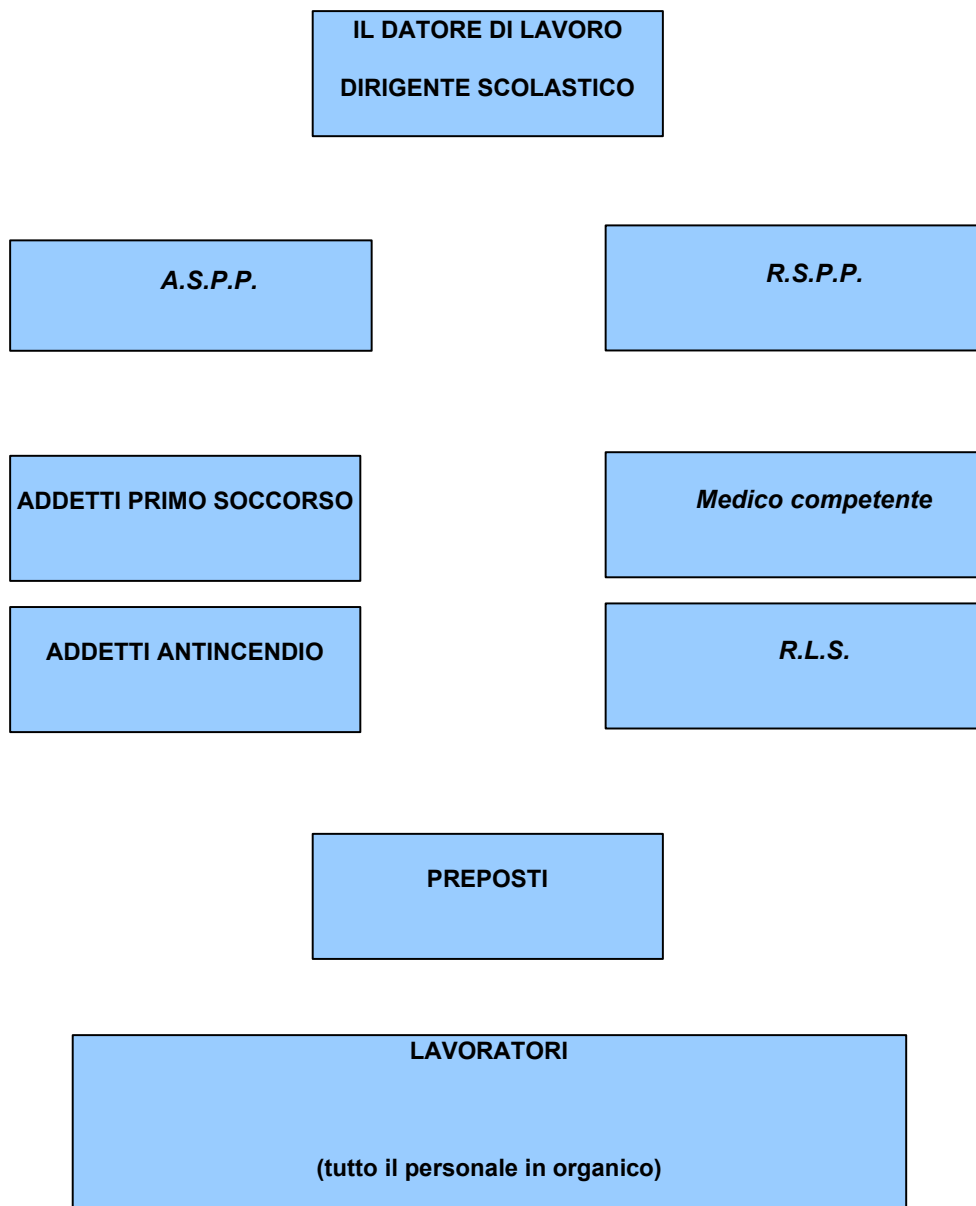 IL DATORE DI LAVORO
DIRIGENTE SCOLASTICO
A.S.P.P.
R.S.P.P.
ADDETTI PRIMO SOCCORSO
Medico competente
ADDETTI ANTINCENDIO
R.L.S.
PREPOSTI
LAVORATORI
(tutto il personale in organico)